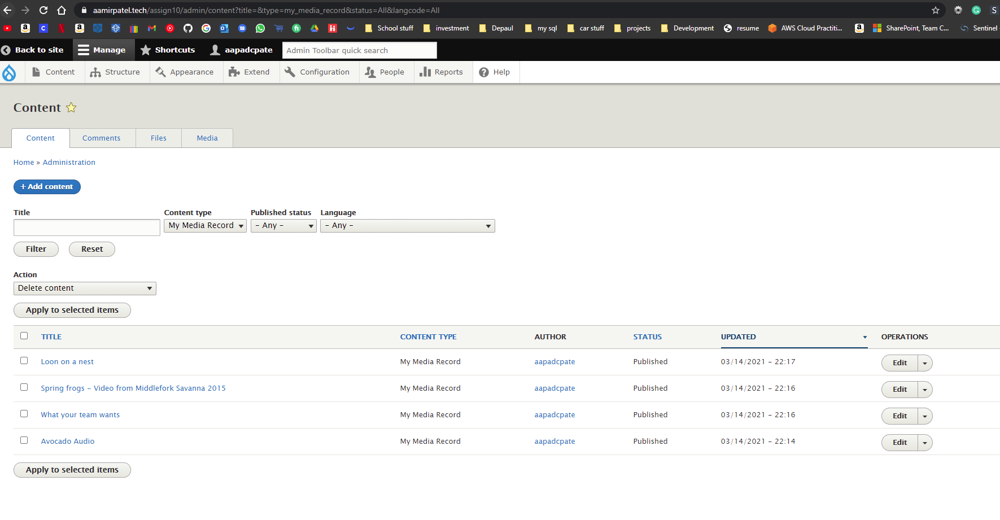 aamirpatel.tech/assign10/admin/content?title=&type=my_media_record&status=All&langcode=All
School stuff investment Depaul my sql car stuff projects Development resume AWS Cloud Practiti... SharePoint, Team C... Sentinel
Back to site Manage Shortcuts aapadcpate Admin Toolbar quick search
Content Structure Appearance Extend Configuration People Reports Help
Content
Content Comments Files Media
Home » Administration
+ Add content
Title Content type Published status Language
My Media Record - Any - - Any -
Filter Reset
Action
Delete content
Apply to selected items
TITLE CONTENT TYPE AUTHOR STATUS UPDATED OPERATIONS
Loon on a nest My Media Record aapadcpate Published 03/14/2021 - 22:17 Edit
Spring frogs - Video from Middlefork Savanna 2015 My Media Record aapadcpate Published 03/14/2021 - 22:16 Edit
What your team wants My Media Record aapadcpate Published 03/14/2021 - 22:16 Edit
Avocado Audio My Media Record aapadcpate Published 03/14/2021 - 22:14 Edit
Apply to selected items